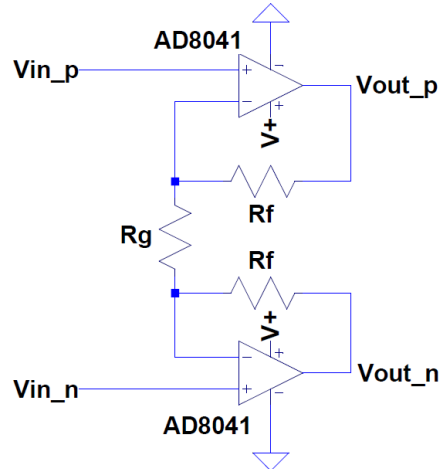 AD8041
Vin_p
+
−
−
+
V+
Vout_p
Rf
Rg
Rf
V+
−
+
+
−
Vout_n
Vin_n
AD8041